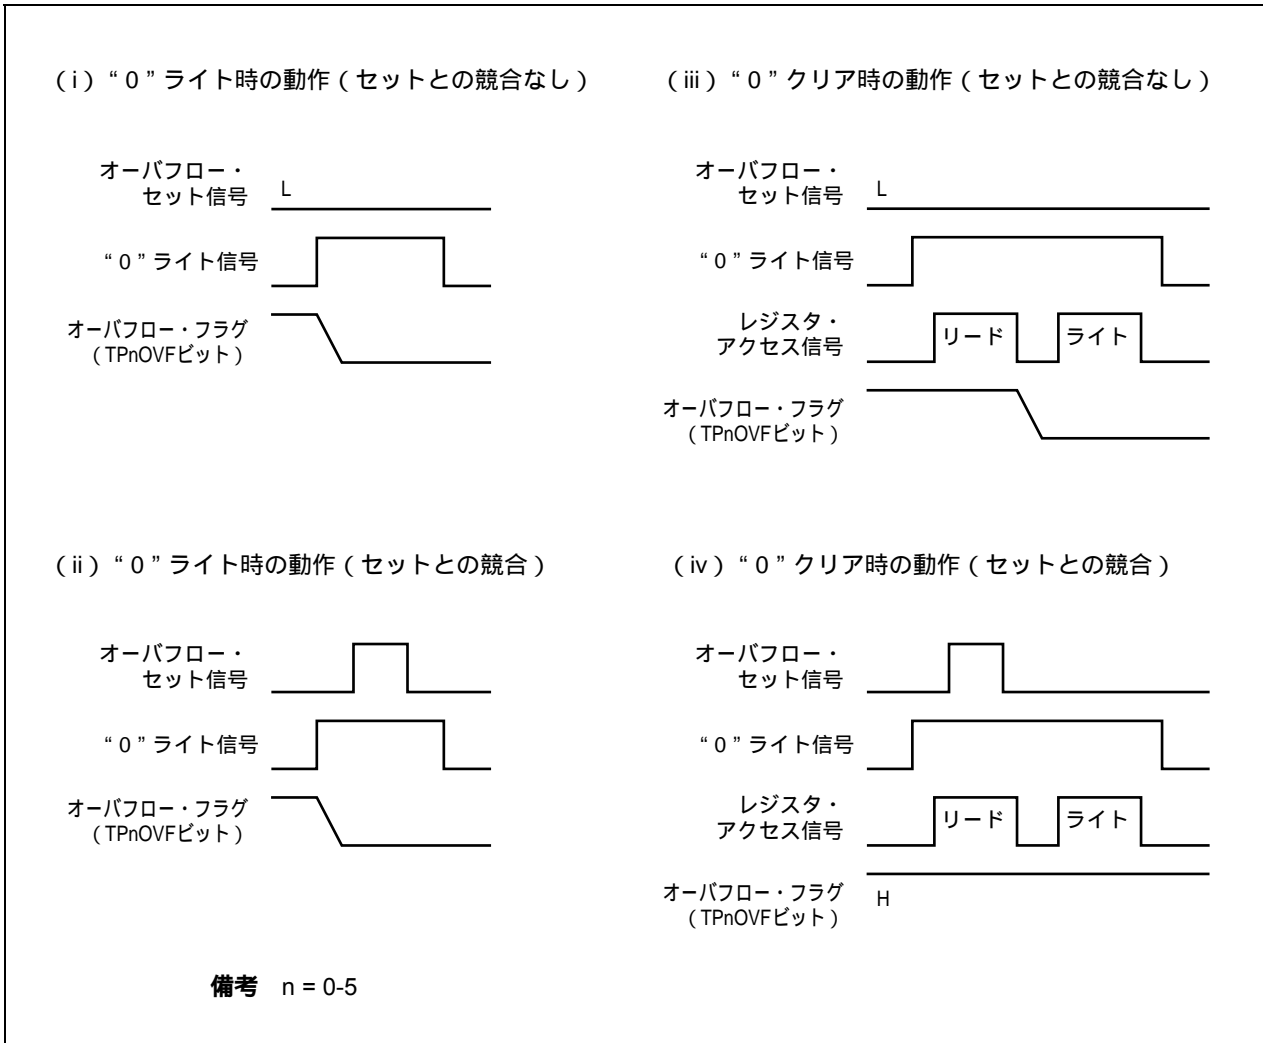 （i）“0”ライト時の動作（セットとの競合なし）
オーバフロー・
セット信号
L
“0”ライト信号
オーバフロー・フラグ
（TPnOVFビット）
（iii）“0”クリア時の動作（セットとの競合なし）
オーバフロー・
セット信号
L
“0”ライト信号
レジスタ・
アクセス信号
リード
ライト
オーバフロー・フラグ
（TPnOVFビット）
（ii）“0”ライト時の動作（セットとの競合）
オーバフロー・
セット信号
“0”ライト信号
オーバフロー・フラグ
（TPnOVFビット）
（iv）“0”クリア時の動作（セットとの競合）
オーバフロー・
セット信号
“0”ライト信号
レジスタ・
アクセス信号
リード
ライト
オーバフロー・フラグ
（TPnOVFビット）
H
備考 n = 0-5